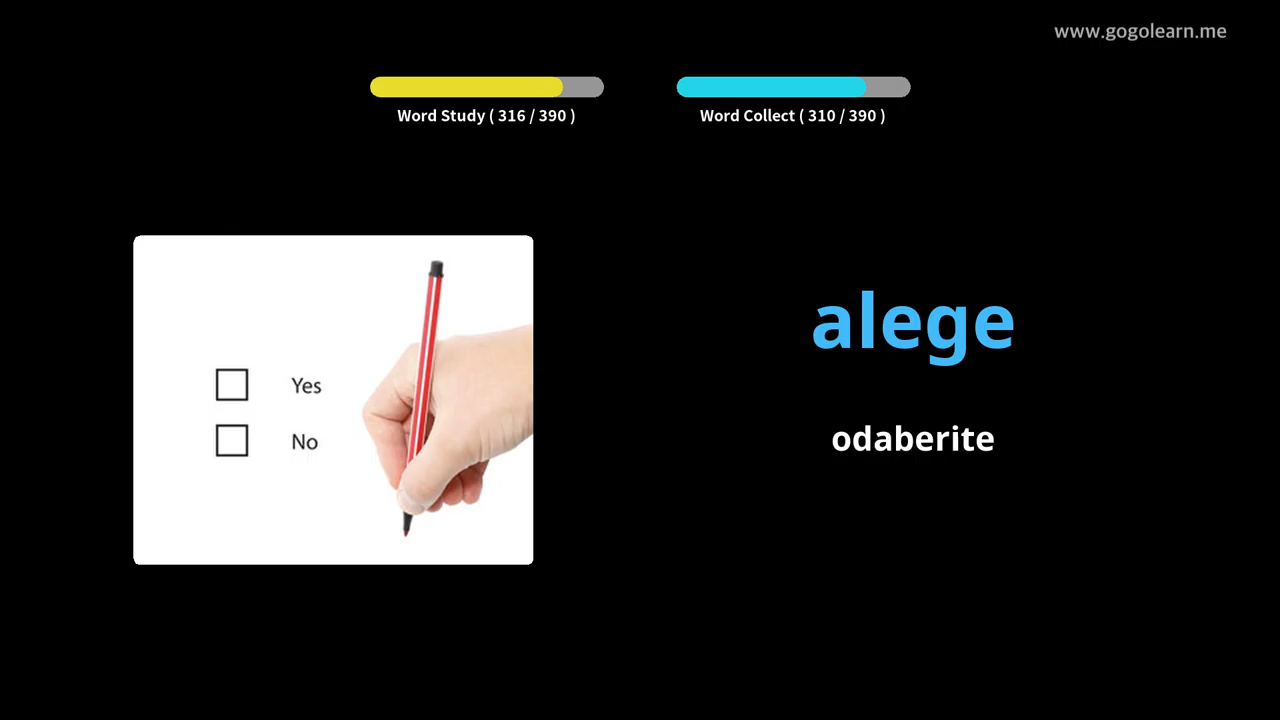 www.gogolearn.me
Word Study ( 316 / 390 )
Word Collect ( 310 / 390 )
Yes
No
alege
odaberite